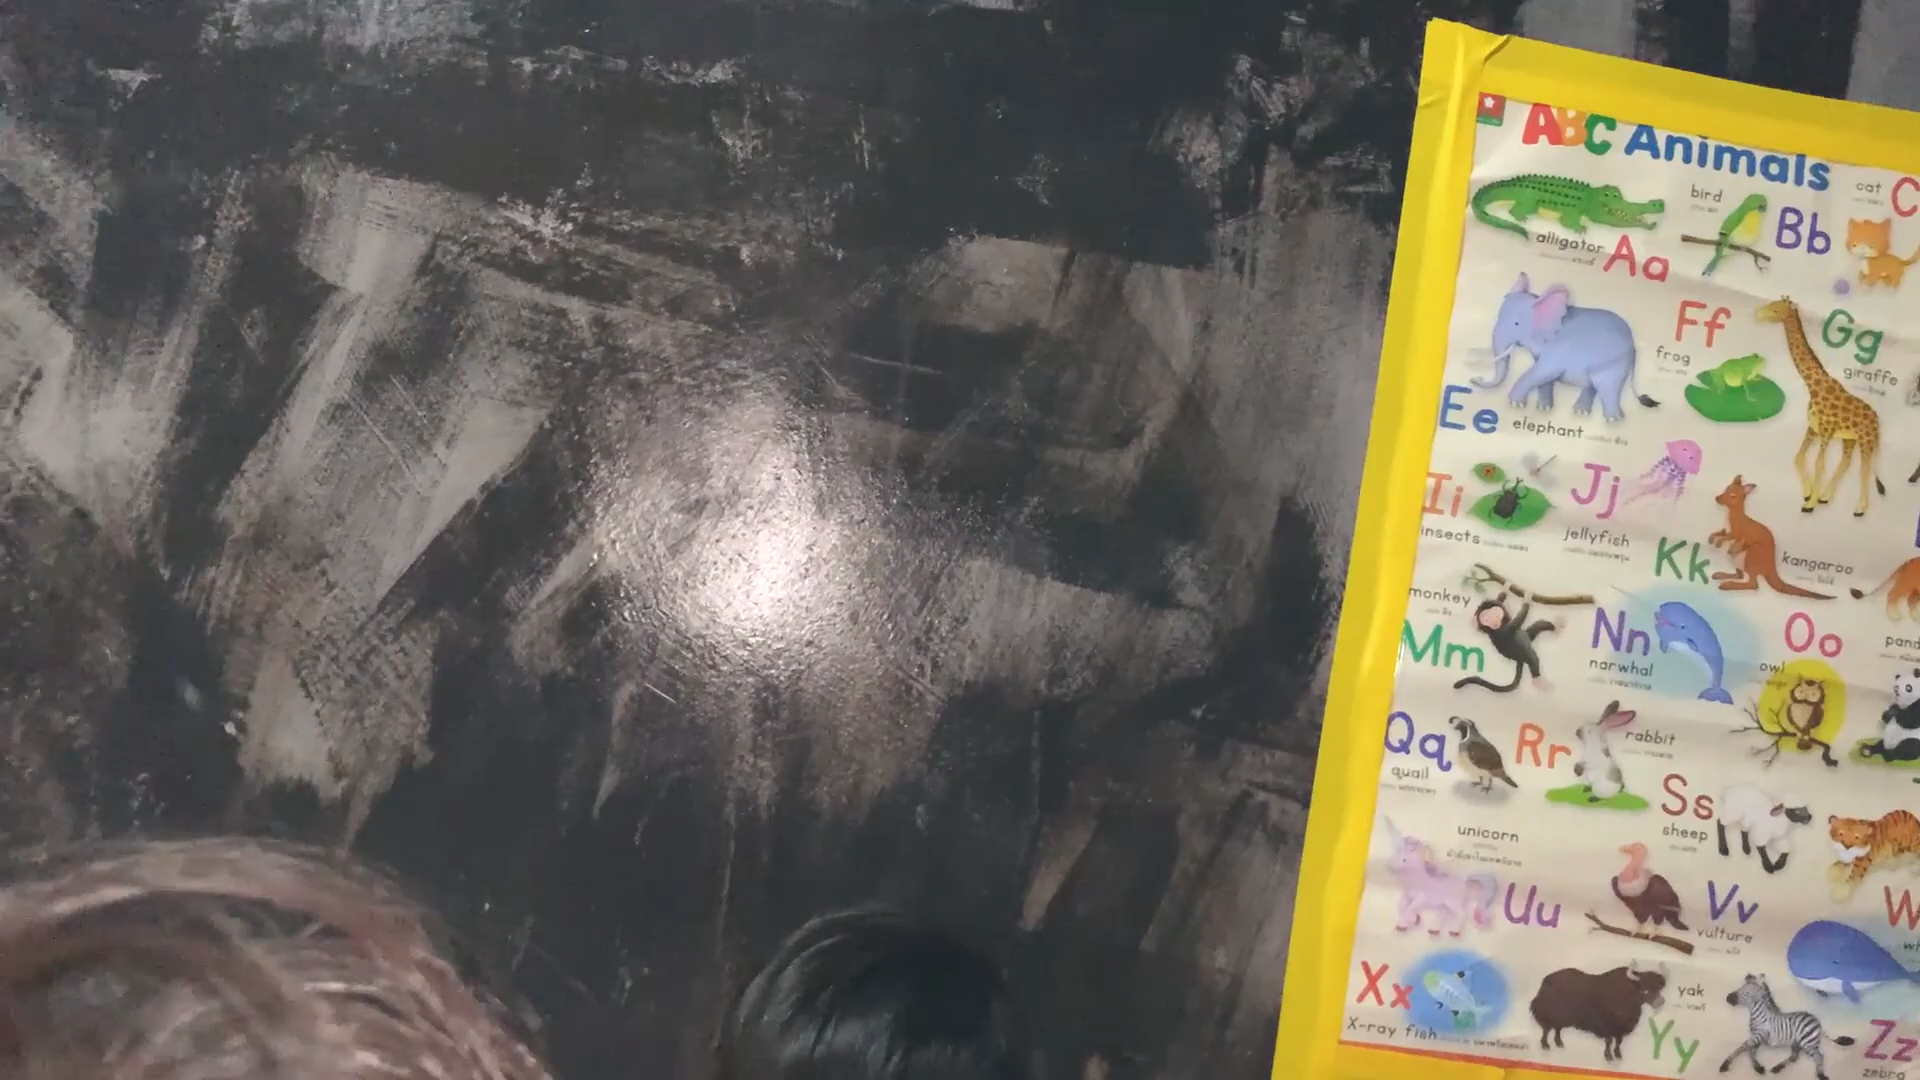 ABC Animals
alligator
Aa
bird
Bb
cat
C
Ee
elephant
Ff
frog
Gg
giraffe
Ii
insects
Jj
jellyfish
Kk
kangaroo
monkey
Mm
Nn
narwhal
Oo
owl
Qq
quail
Rr
rabbit
Ss
sheep
unicorn
Uu
Vv
vulture
W
Xx
X-ray fish
yak
Yy
Zz
zebra